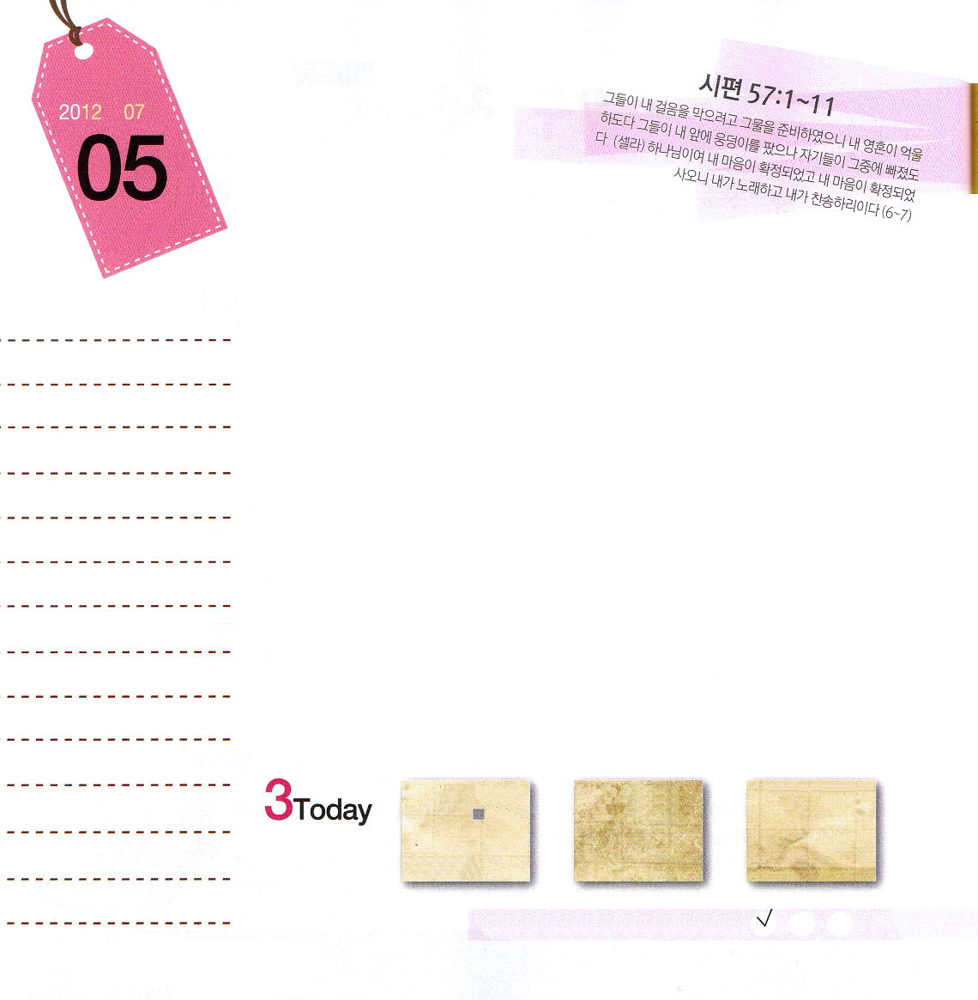 2012 07
05
시편 57:1~11
그들이 내 걸음을 막으려고 그물을 준비하였으니 내 영혼이 억울
하도다 그들이 내 앞에 웅덩이를 팠으나 자기들이 그중에 빠졌도
다 (셀라) 하나님이여 내 마음이 확정되었고 내 마음이 확정되었
사오니 내가 노래하고 내가 찬송하리이다 (6~7)
3Today